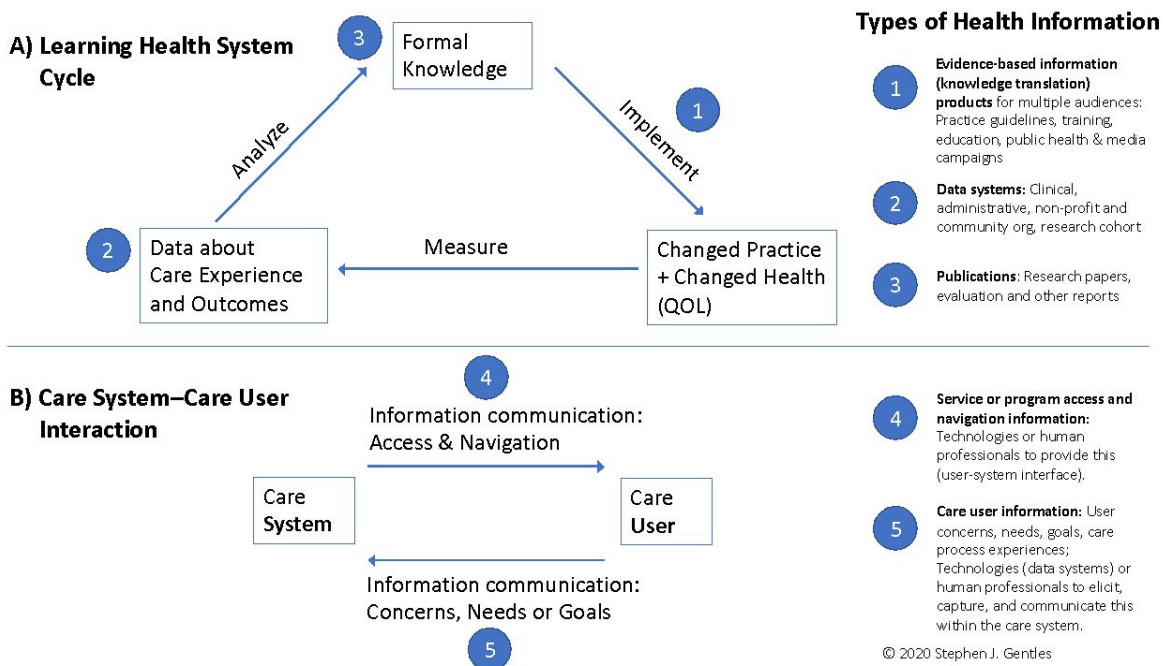 A) Learning Health System
Cycle
3
Formal
Knowledge
Analyze
1
Implement
2
Data about
Care Experience
and Outcomes
Measure
Changed Practice
+ Changed Health
(QOL)
Types of Health Information
1
Evidence-based information
(knowledge translation)
products for multiple audiences:
Practice guidelines, training,
education, public health & media
campaigns
2
Data systems: Clinical,
administrative, non-profit and
community org, research cohort
3
Publications: Research papers,
evaluation and other reports
B) Care System–Care User
Interaction
4
Information communication:
Access & Navigation
Care
System
Care
User
Information communication:
Concerns, Needs or Goals
5
4
Service or program access and
navigation information:
Technologies or human
professionals to provide this
(user-system interface).
5
Care user information: User
concerns, needs, goals, care
process experiences;
Technologies (data systems) or
human professionals to elicit,
capture, and communicate this
within the care system.
© 2020 Stephen J. Gentles